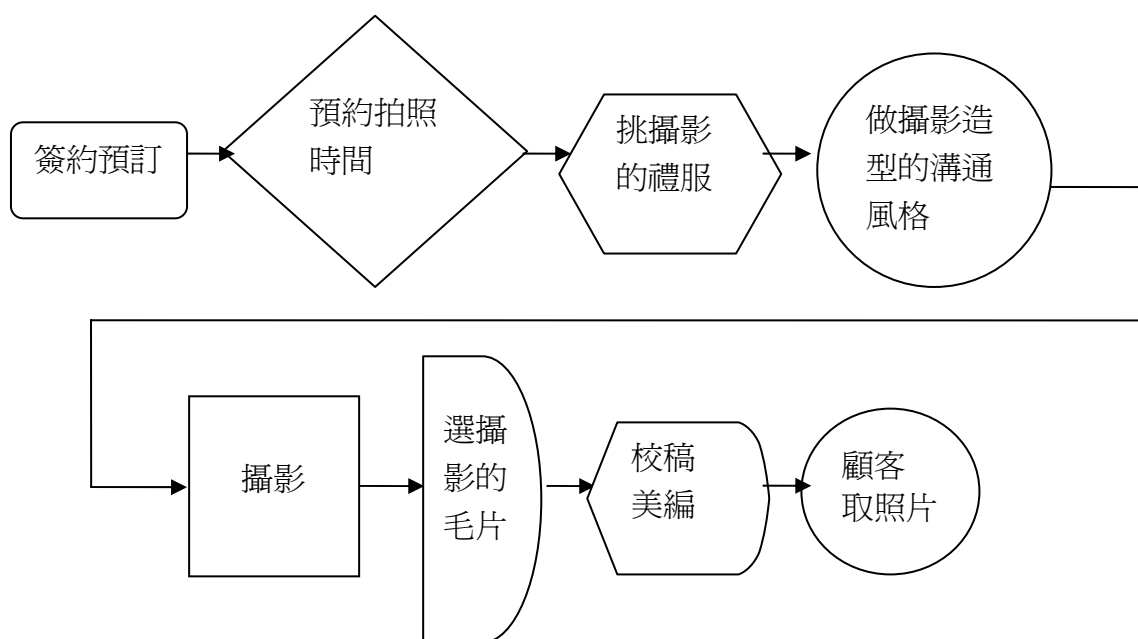 簽約預訂
預約拍照
時間
挑攝影
的禮服
做攝影造
型的溝通
風格
攝影
選攝
影的
毛片
校稿
美編
顧客
取照片